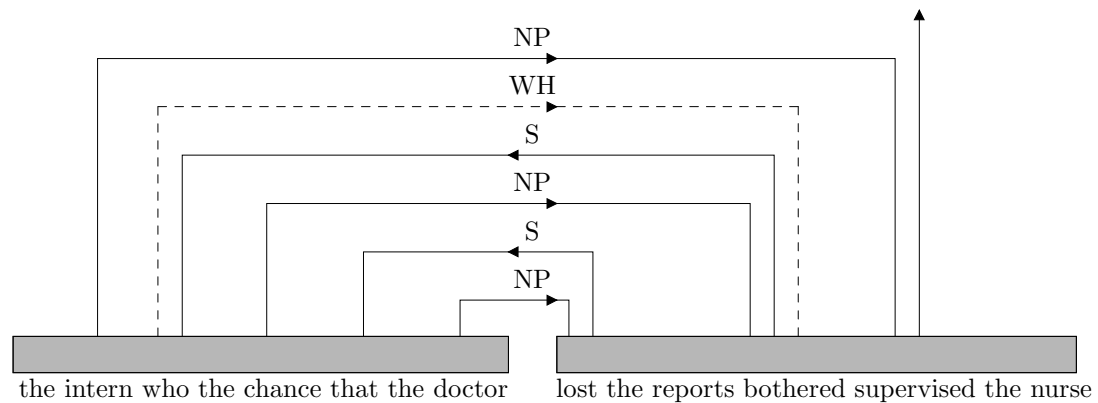 NP
WH
S
NP
S
NP
the intern who the chance that the doctor
lost the reports bothered supervised the nurse